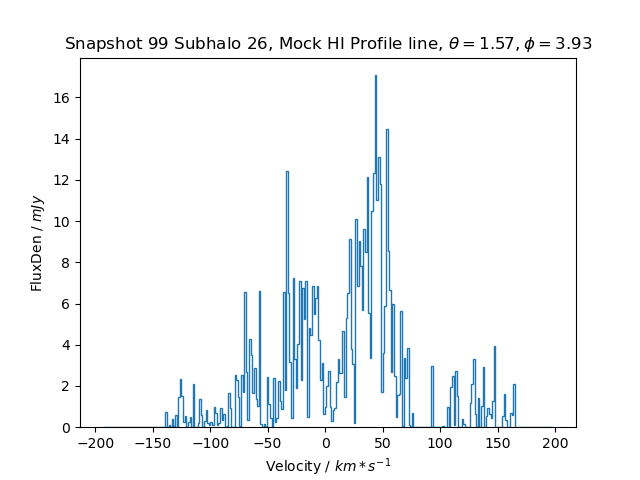 Snapshot 99 Subhalo 26, Mock HI Profile line, θ = 1.57, ϕ = 3.93
16
14
12
10
8
6
4
2
0
FluxDen / mJy
−200 −150 −100 −50 0 50 100 150 200
Velocity / km * s⁻¹